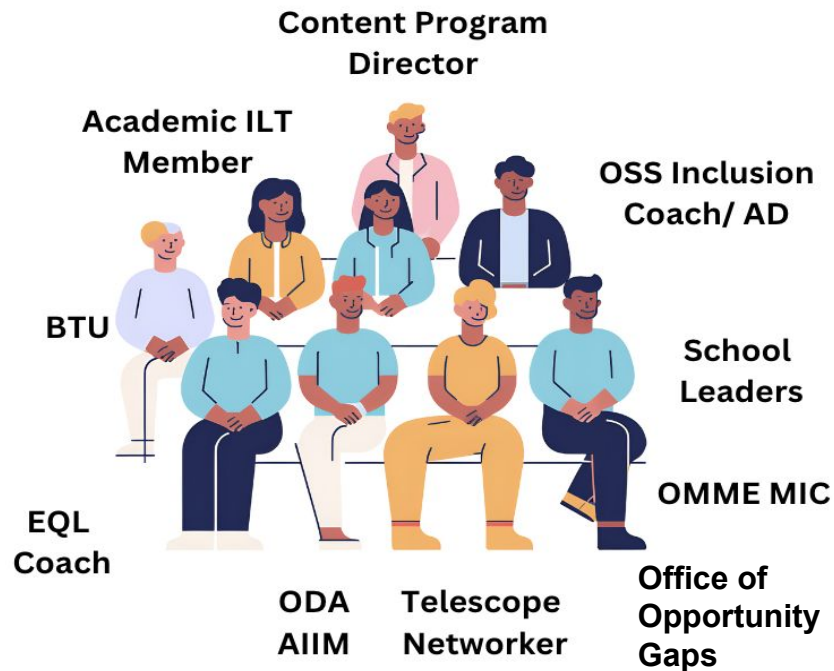 Content Program
Director
Academic ILT
Member
OSS Inclusion
Coach/ AD
BTU
School
Leaders
OMME MIC
EQL
Coach
ODA
AIIM
Telescope
Networker
Office of
Opportunity
Gaps